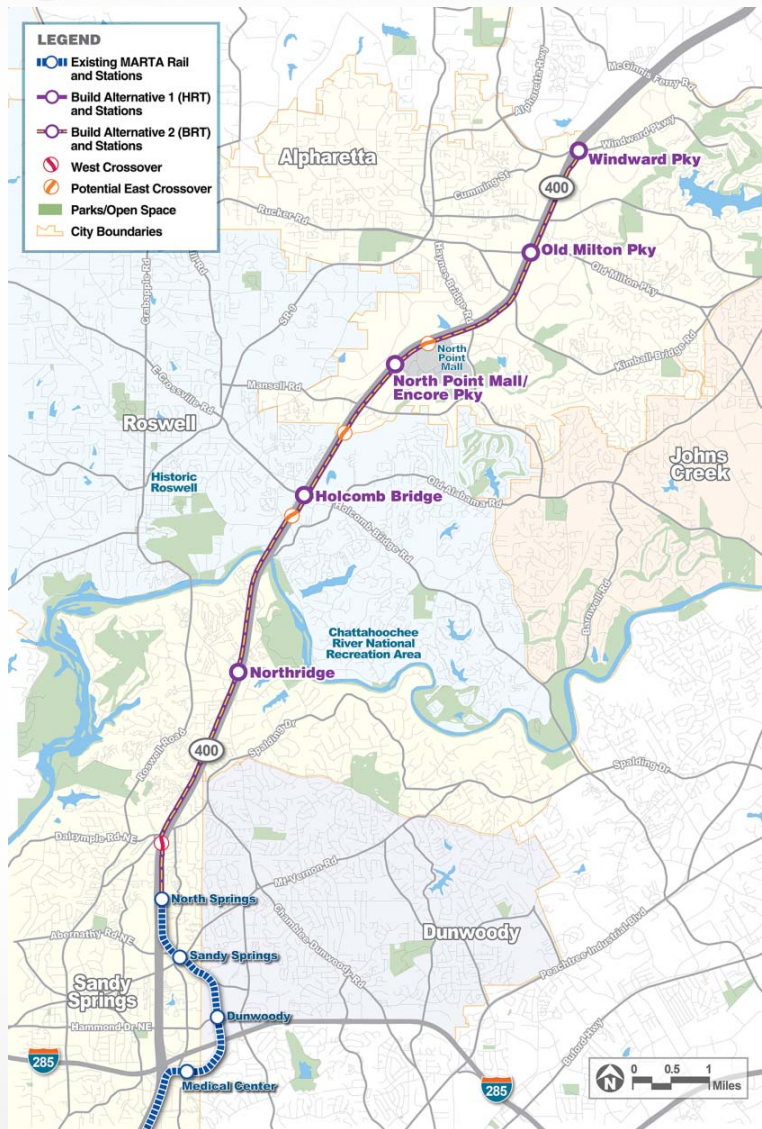 LEGEND
Existing MARTA Rail
and Stations
Build Alternative 1 (HRT)
and Stations
Build Alternative 2 (BRT)
and Stations
West Crossover
Potential East Crossover
Parks/Open Space
City Boundaries
McGinnis Ferry Rd
Alpharetta Hwy
Windward Pkwy
Windward Pky
Alpharetta
Cumming St
400
Rucker Rd
Old Milton Pky
Old Milton Pky
Crabapple Rd
S.R.9
Haynes Bridge Rd
North
Point
Mall
Kimball Bridge Rd
North Point Mall/
Encore Pky
E Crossville Rd
Mansell Rd
Roswell
Johns
Creek
Historic
Roswell
Holcomb Bridge
Old Alabama Rd
Holcomb Bridge Rd
Barnwell Rd
Chattahoochee
River National
Recreation Area
Northridge
Roswell Road
400
Spalding Dr
Spalding Dr
Dalrymple Rd NE
Mt Vernon Rd
North Springs
Abernathy Rd NE
Chamblee Dunwoody Rd
Dunwoody
Sandy Springs
Peachtree Industrial Blvd
Sandy
Springs
Dunwoody
Hammond Dr NE
Buford Hwy
285
Medical Center
285
N
0 0.5 1
Miles